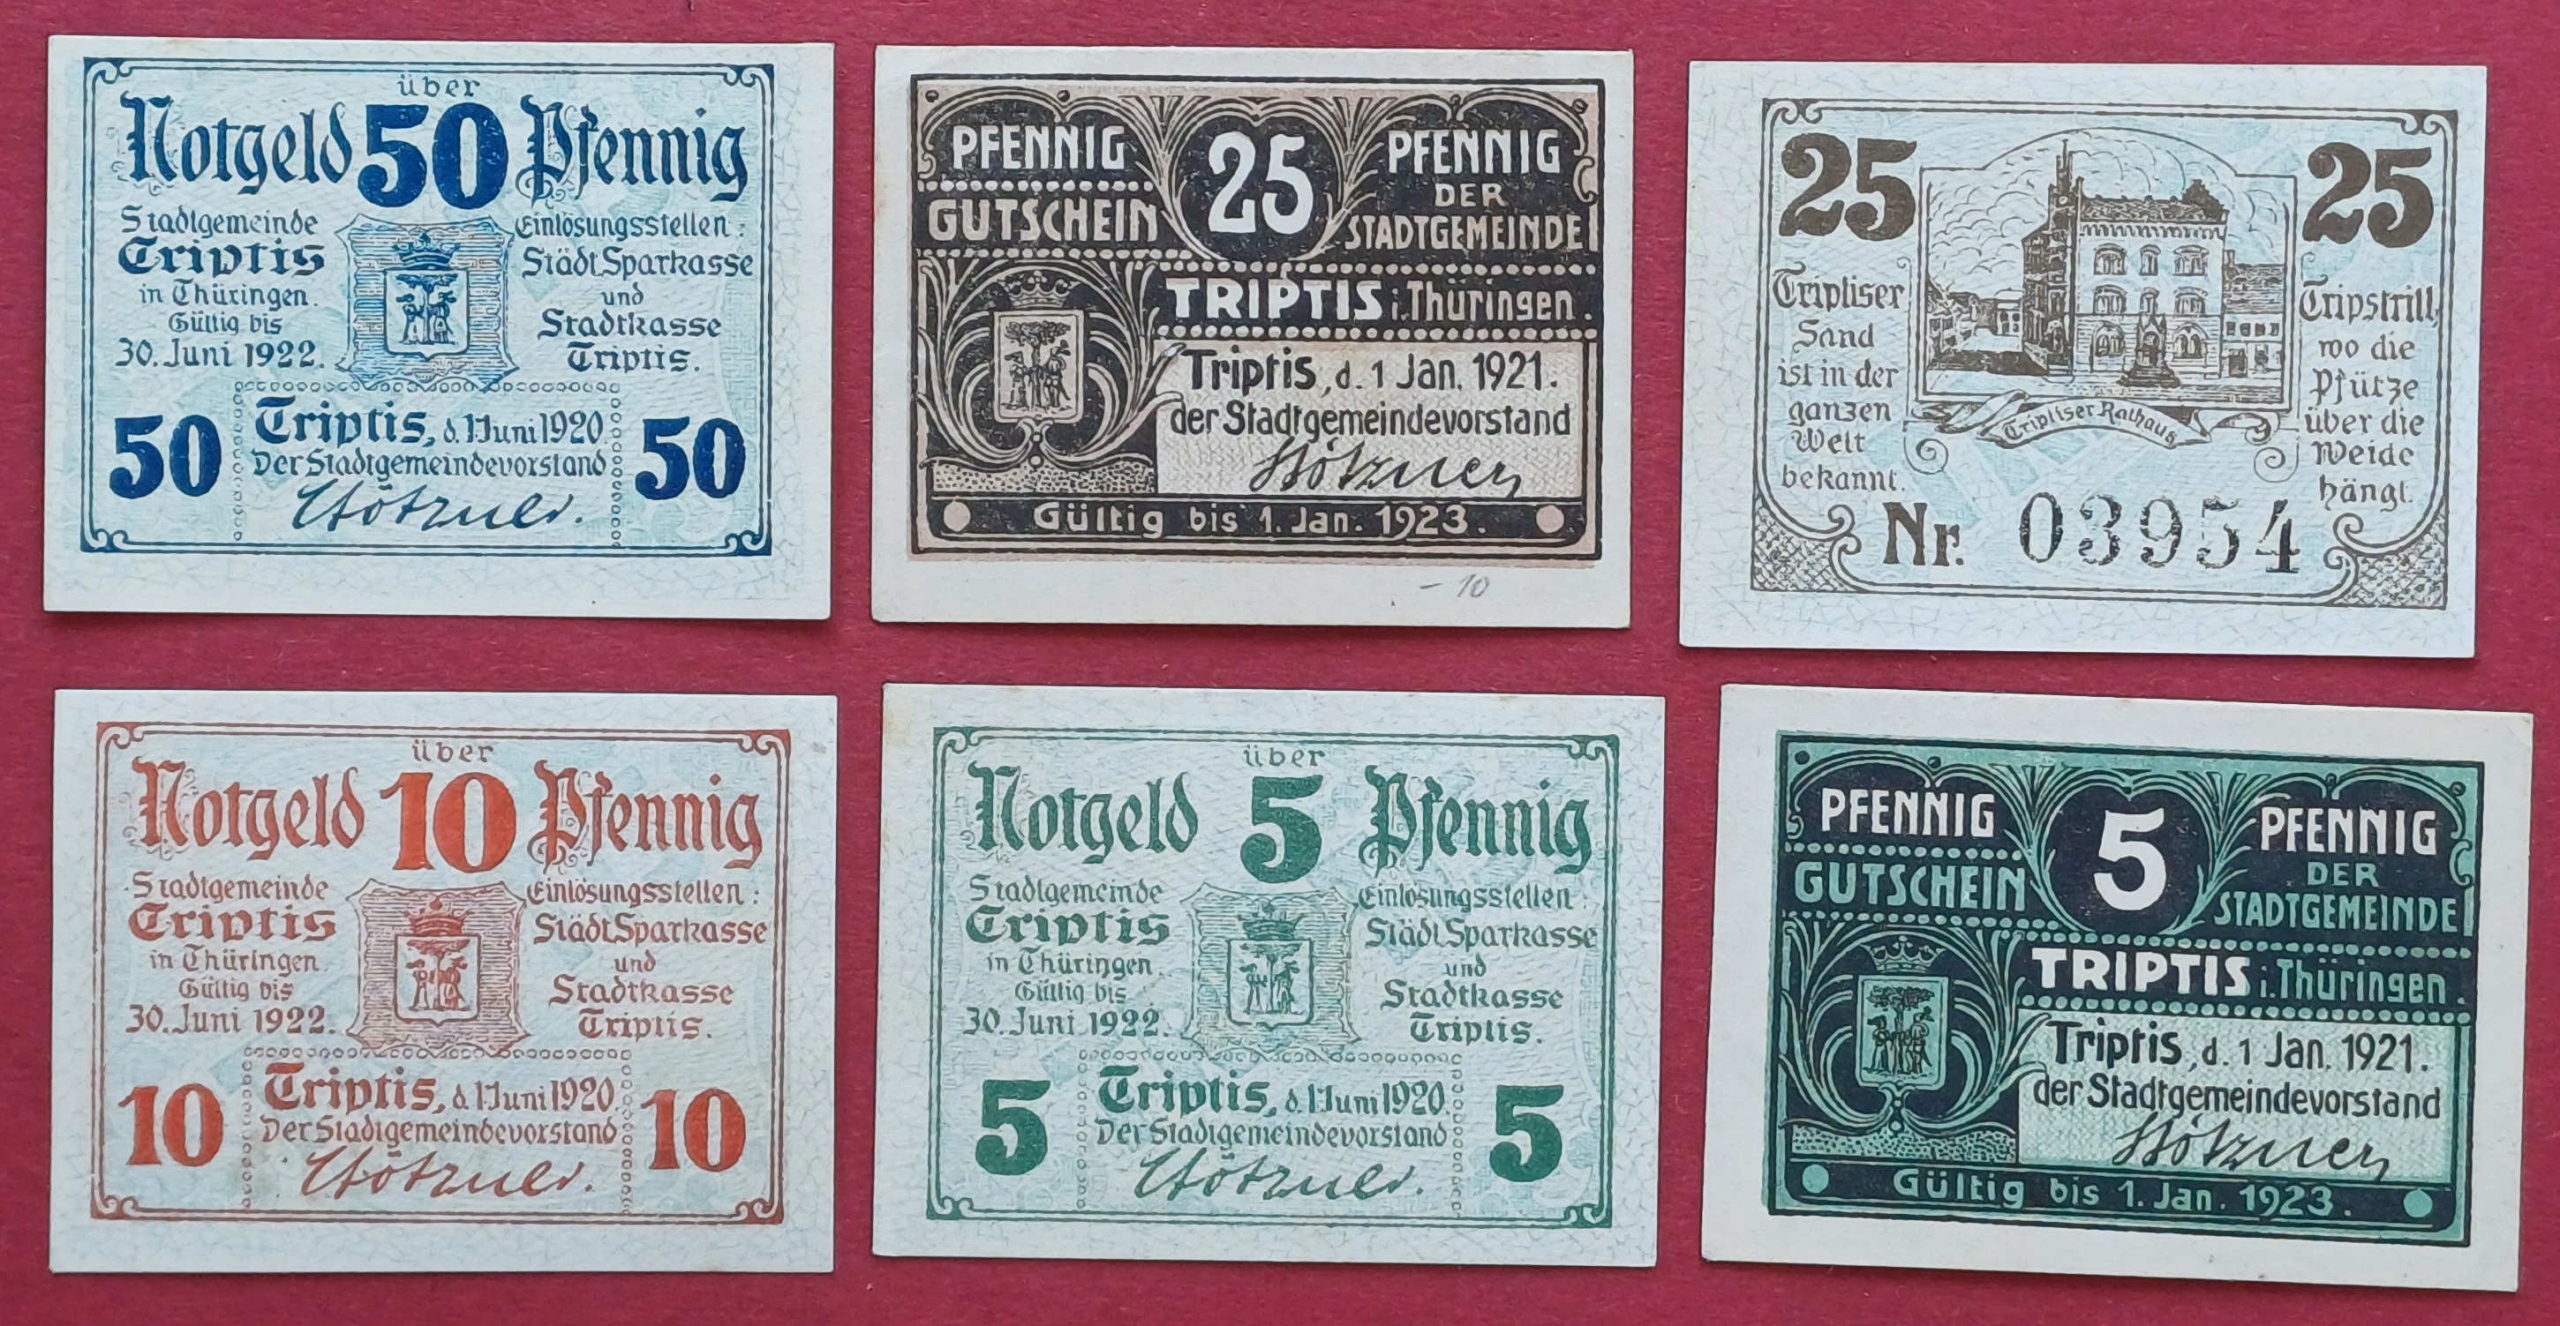 über
Notgeld 50 Pfennig
Stadtgemeinde
Triptis
in Thüringen.
Gültig bis
30. Juni 1922.
Einlösungsstellen:
Städt. Sparkasse
und
Stadtkasse
Triptis.
50 Triptis, d. 1. Juni 1920. 50
Der Stadtgemeindevorstand
Stötzner.
PFENNIG 25 PFENNIG
GUTSCHEIN DER
STADTGEMEINDE
TRIPTIS i. Thüringen.
Triptis, d. 1 Jan. 1921.
der Stadtgemeindevorstand
Stötzner
Gültig bis 1. Jan. 1923.
-10
25 25
Triptiser
Sand
ist in der
ganzen
Welt
bekannt.
Tripstrill,
wo die
Pfütze
über die
Weide
hängt.
Triptiser Rathaus
Nr. 03954
über
Notgeld 10 Pfennig
Stadtgemeinde
Triptis
in Thüringen.
Gültig bis
30. Juni 1922.
Einlösungsstellen:
Städt. Sparkasse
und
Stadtkasse
Triptis.
10 Triptis, d. 1. Juni 1920. 10
Der Stadtgemeindevorstand
Stötzner.
über
Notgeld 5 Pfennig
Stadtgemeinde
Triptis
in Thüringen.
Gültig bis
30. Juni 1922.
Einlösungsstellen:
Städt. Sparkasse
und
Stadtkasse
Triptis.
5 Triptis, d. 1. Juni 1920. 5
Der Stadtgemeindevorstand
Stötzner.
PFENNIG 5 PFENNIG
GUTSCHEIN DER
STADTGEMEINDE
TRIPTIS i. Thüringen.
Triptis, d. 1 Jan. 1921.
der Stadtgemeindevorstand
Stötzner
Gültig bis 1. Jan. 1923.